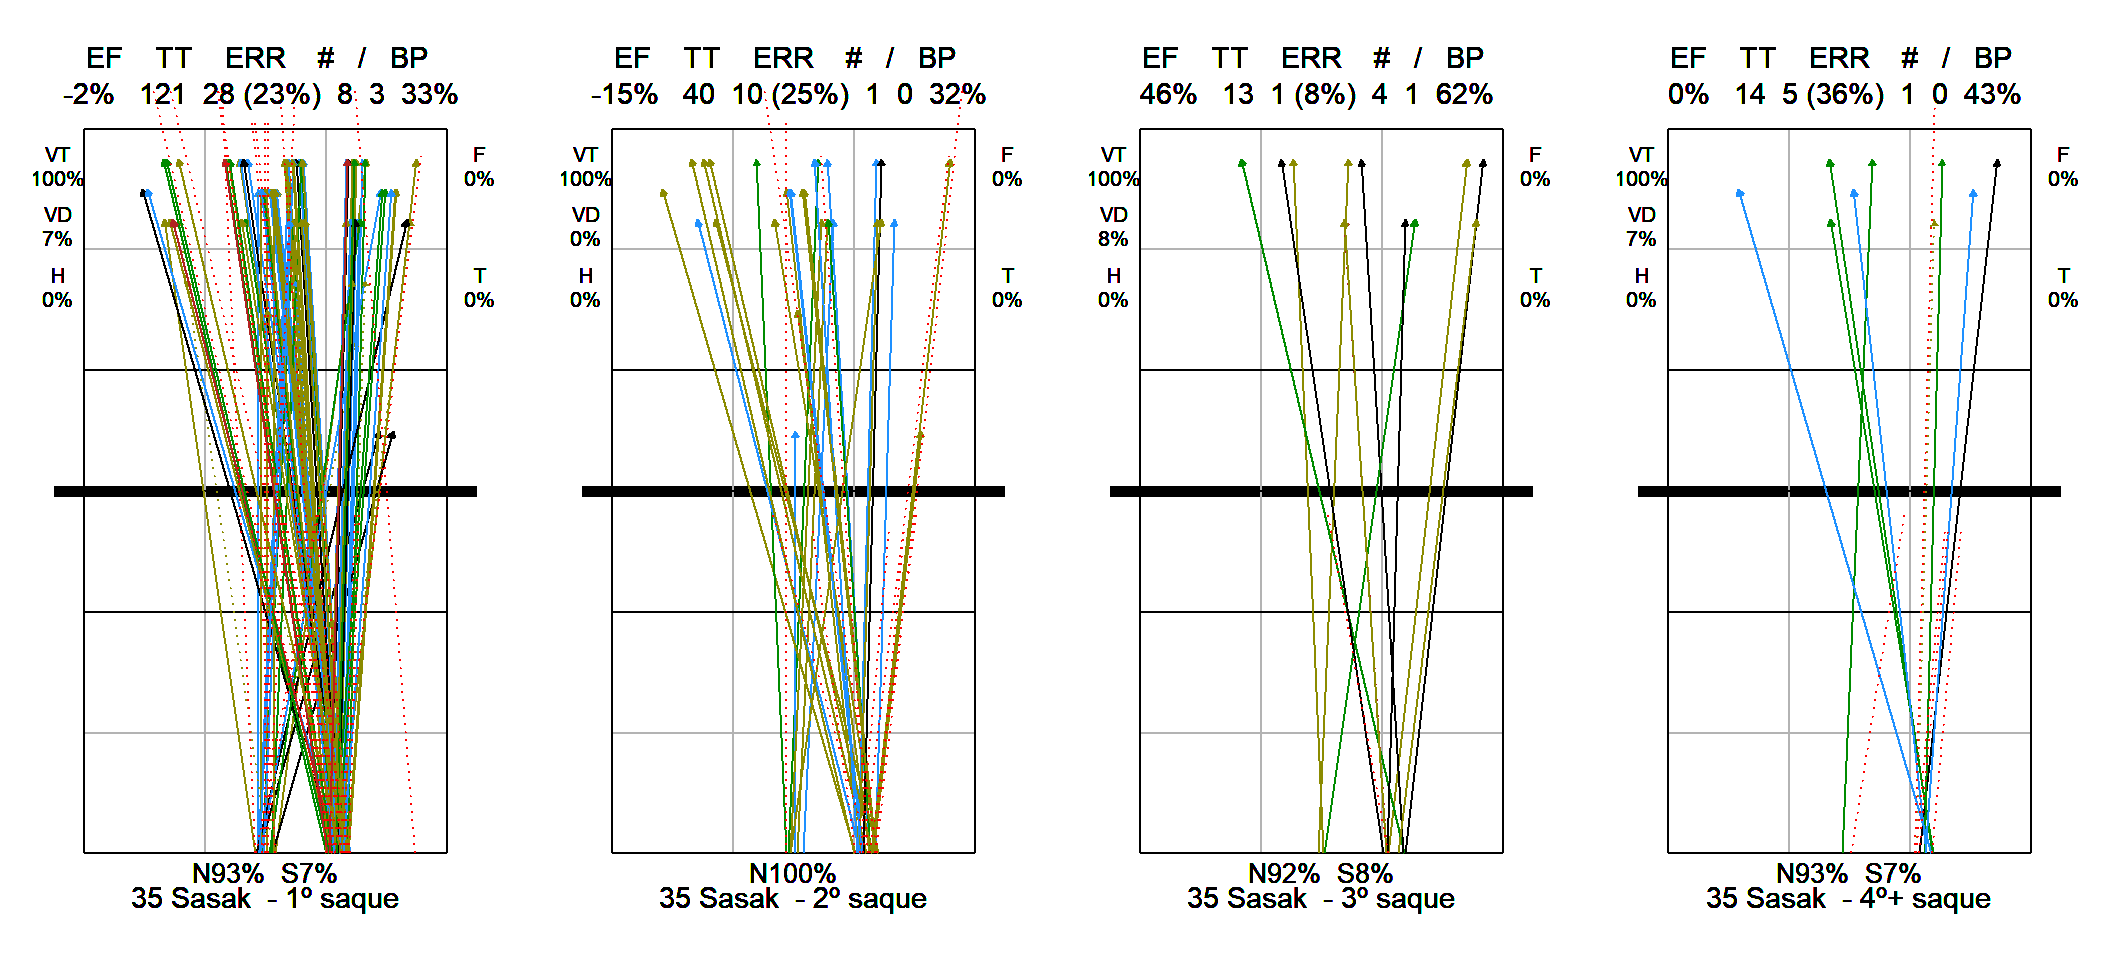 EF TT ERR # / BP
-2% 121 28 (23%) 8 3 33%
VT
100%
VD
7%
H
0%
F
0%
T
0%
N93% S7%
35 Sasak - 1º saque
EF TT ERR # / BP
-15% 40 10 (25%) 1 0 32%
VT
100%
VD
0%
H
0%
F
0%
T
0%
N100%
35 Sasak - 2º saque
EF TT ERR # / BP
46% 13 1 (8%) 4 1 62%
VT
100%
VD
8%
H
0%
F
0%
T
0%
N92% S8%
35 Sasak - 3º saque
EF TT ERR # / BP
0% 14 5 (36%) 1 0 43%
VT
100%
VD
7%
H
0%
F
0%
T
0%
N93% S7%
35 Sasak - 4º+ saque